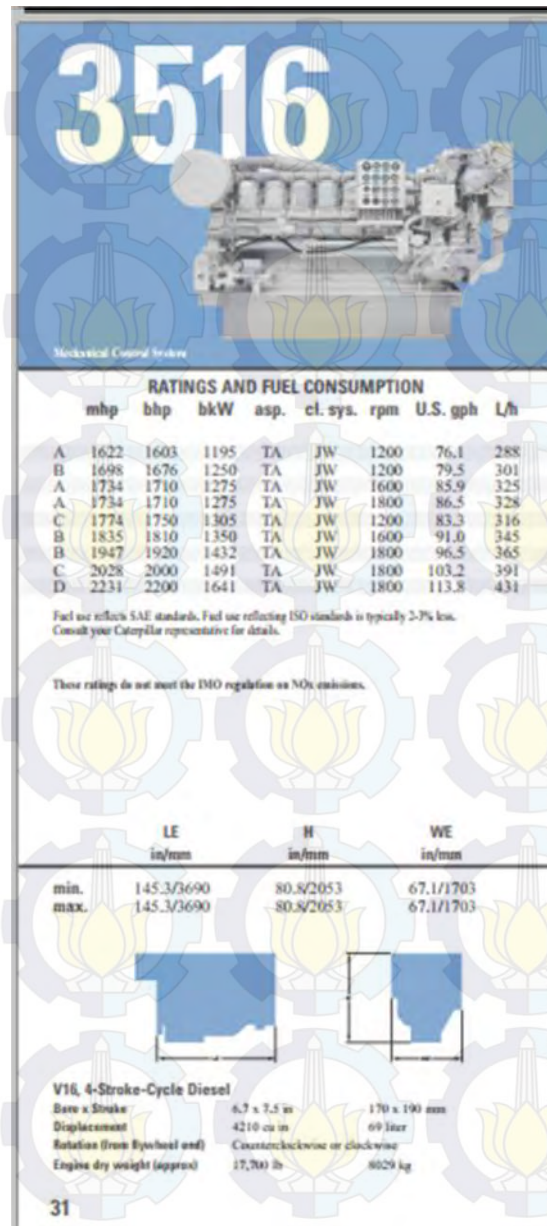 3516
Mechanical Control System
RATINGS AND FUEL CONSUMPTION
mhp bhp bkW asp. cl. sys. rpm U.S. gph L/h
A 1622 1603 1195 TA JW 1200 76.1 288
B 1698 1676 1250 TA JW 1200 79.5 301
A 1734 1710 1275 TA JW 1600 85.9 325
A 1734 1710 1275 TA JW 1800 86.5 328
C 1774 1750 1305 TA JW 1200 83.3 316
B 1835 1810 1350 TA JW 1600 91.0 345
B 1947 1920 1432 TA JW 1800 96.5 365
C 2028 2000 1491 TA JW 1800 103.2 391
D 2231 2200 1641 TA JW 1800 113.8 431
Fuel use reflects SAE standards. Fuel use reflecting ISO standards is typically 2-3% less.
Consult your Caterpillar representative for details.
These ratings do not meet the IMO regulation on NOx emissions.
LE H WE
in/mm in/mm in/mm
min. 145.3/3690 80.8/2053 67.1/1703
max. 145.3/3690 80.8/2053 67.1/1703
V16, 4-Stroke-Cycle Diesel
Bore x Stroke 6.7 x 7.5 in 170 x 190 mm
Displacement 4210 cu in 69 liter
Rotation (from flywheel end) Counterclockwise or clockwise
Engine dry weight (approx) 17,700 lb 8029 kg
31